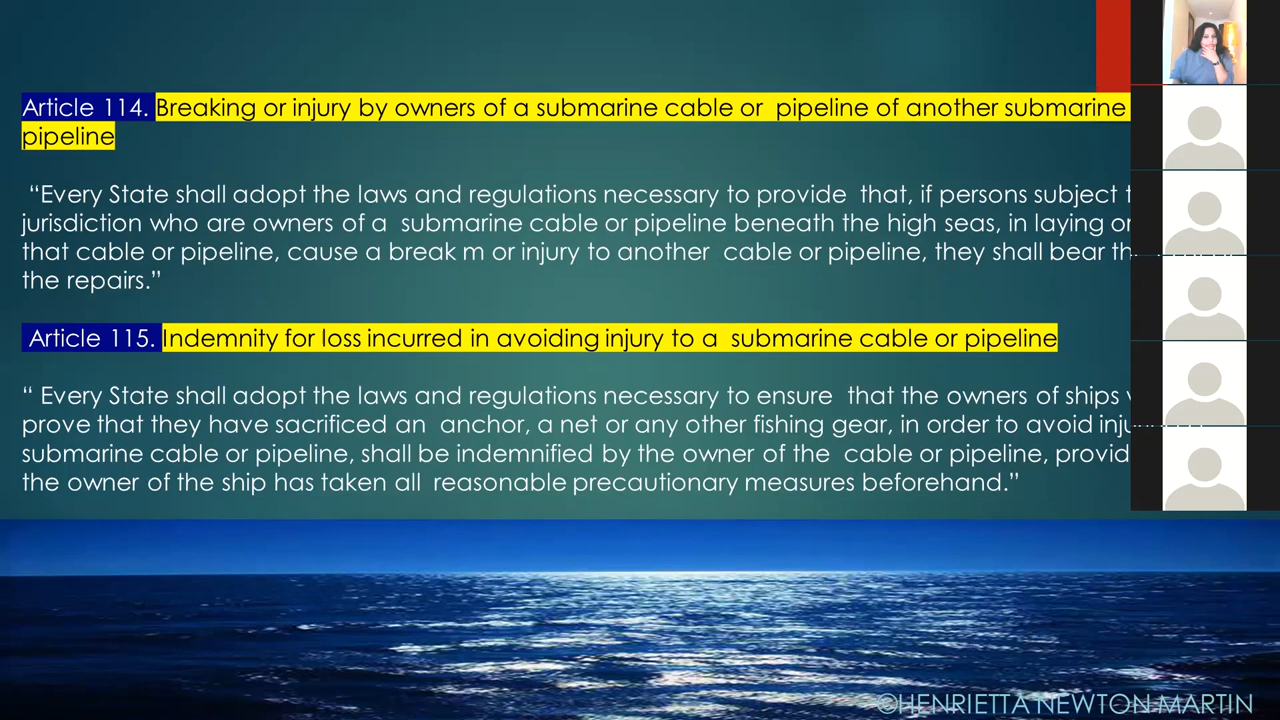 Article 114. Breaking or injury by owners of a submarine cable or pipeline of another submarine
pipeline
“Every State shall adopt the laws and regulations necessary to provide that, if persons subject
jurisdiction who are owners of a submarine cable or pipeline beneath the high seas, in laying or
that cable or pipeline, cause a break m or injury to another cable or pipeline, they shall bear
the repairs.”
Article 115. Indemnity for loss incurred in avoiding injury to a submarine cable or pipeline
“ Every State shall adopt the laws and regulations necessary to ensure that the owners of ships
prove that they have sacrificed an anchor, a net or any other fishing gear, in order to avoid
submarine cable or pipeline, shall be indemnified by the owner of the cable or pipeline,
the owner of the ship has taken all reasonable precautionary measures beforehand.”
©HENRIETTA NEWTON MARTIN